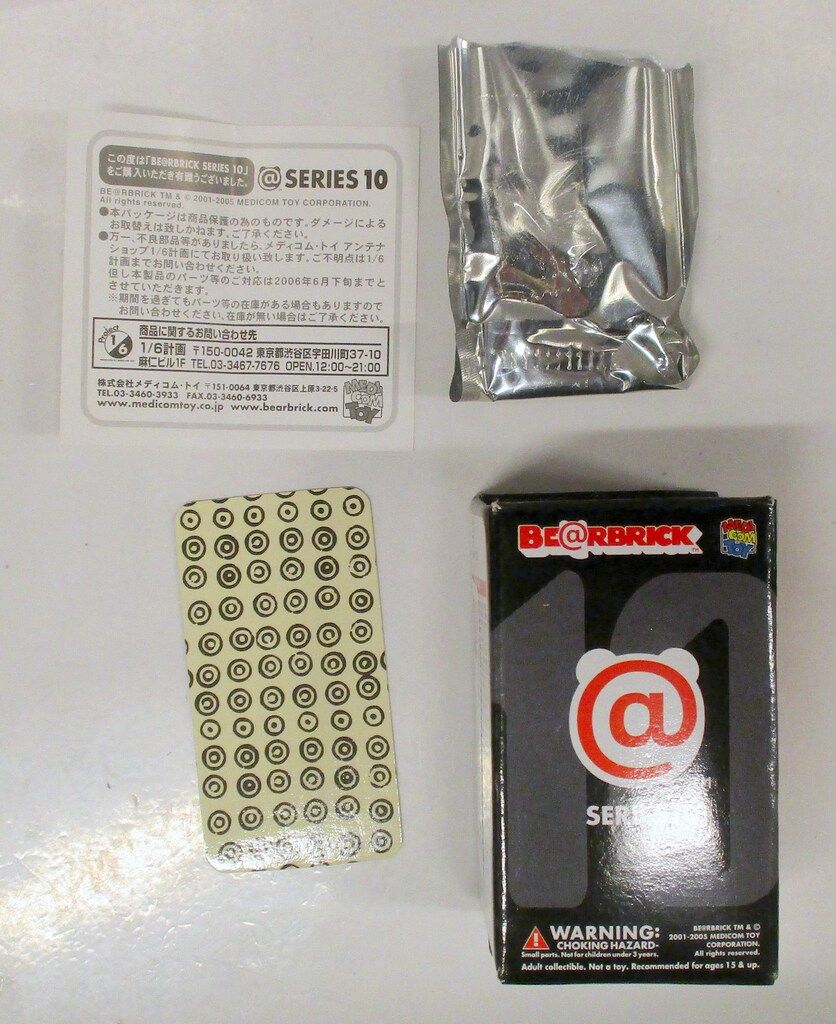 この度は「BE@RBRICK SERIES 10」
をご購入いただき有難うございました。
@ SERIES 10
BE@RBRICK TM & © 2001-2005 MEDICOM TOY CORPORATION.
All rights reserved.
●本パッケージは商品保護の為のものです。ダメージによる
お取替えは致しかねます。ご了承ください。
●万一、不良部品等がありましたら、メディコム・トイ アンテナ
ショップ1/6計画にてお取り扱い致します。ご不明点は1/6
計画までお問い合わせください。
但し本製品のパーツ等のご対応は2006年6月下旬までと
させていただきます。
※期間を過ぎてもパーツ等の在庫がある場合もありますので
お問い合わせください。在庫が無い場合はご了承ください。
Project 1/6
商品に関するお問い合わせ先
1/6計画 〒150-0042 東京都渋谷区宇田川町37-10
麻仁ビル1F TEL.03-3467-7676 OPEN.12:00~21:00
株式会社メディコム・トイ 〒151-0064 東京都渋谷区上原3-22-5
TEL.03-3460-3933 FAX.03-3460-6933
www.medicomtoy.co.jp www.bearbrick.com
MEDI
COM
TOY
BE@RBRICK TM
MEDI
COM
TOY
10
@
WARNING:
CHOKING HAZARD-
Small parts. Not for children under 3 years.
BE@RBRICK TM & ©
2001-2005 MEDICOM TOY
CORPORATION.
All rights reserved.
Adult collectible. Not a toy. Recommended for ages 15 & up.